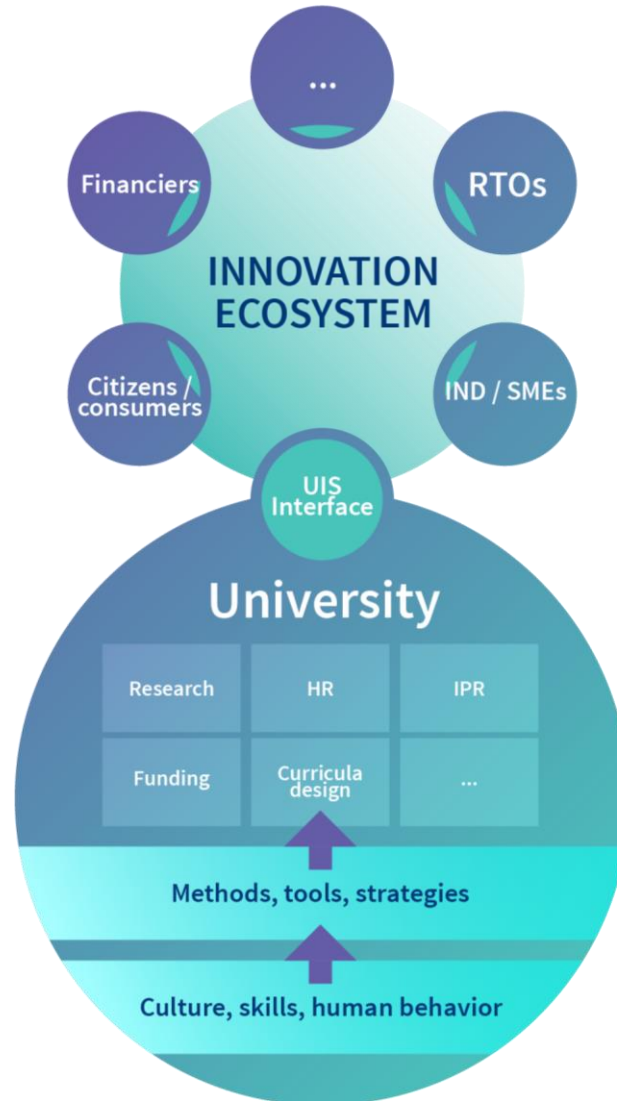 ...
Financiers
RTOs
INNOVATION
ECOSYSTEM
Citizens /
consumers
IND / SMEs
UIS
Interface
University
Research
HR
IPR
Funding
Curricula
design
...
Methods, tools, strategies
Culture, skills, human behavior